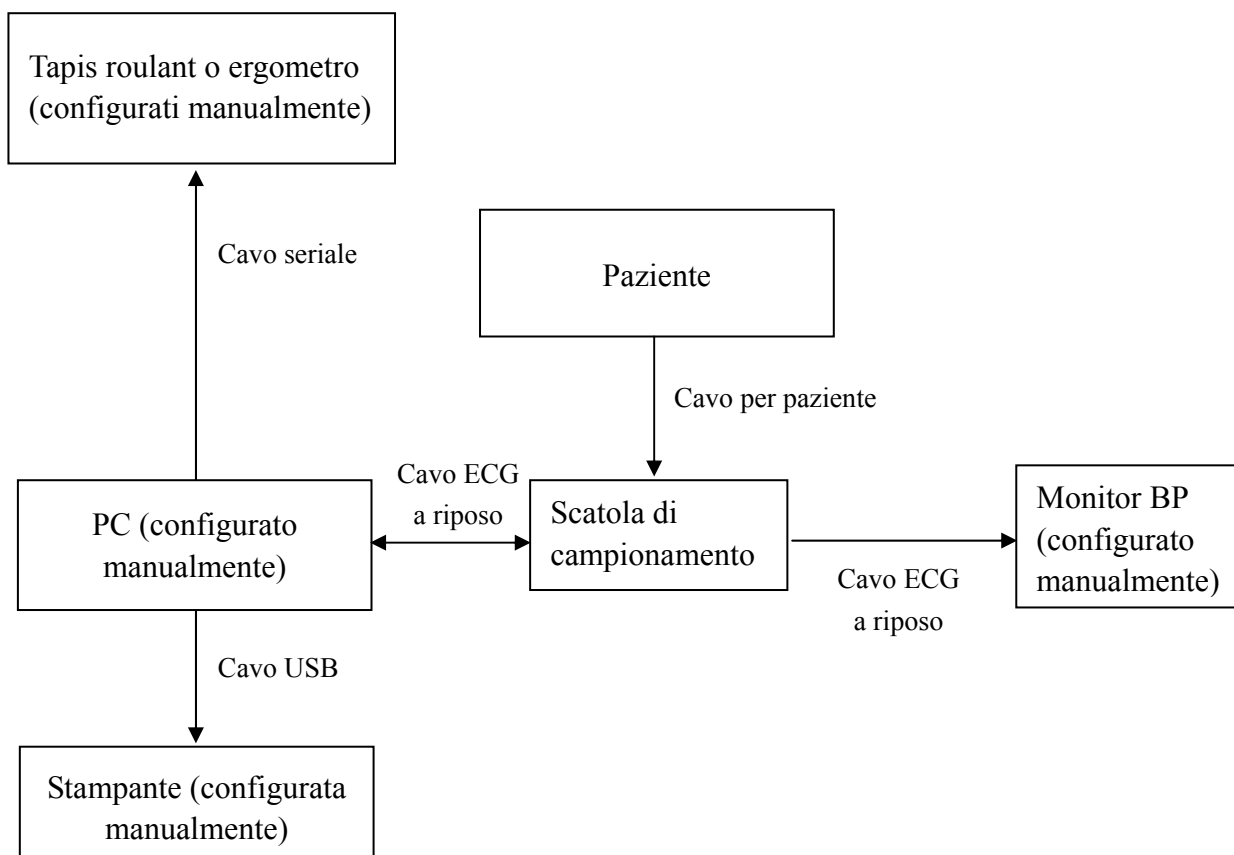 Tapis roulant o ergometro
(configurati manualmente)
Cavo seriale
Paziente
Cavo per paziente
Cavo ECG
a riposo
PC (configurato
manualmente)
Scatola di
campionamento
Monitor BP
(configurato
manualmente)
Cavo ECG
a riposo
Cavo USB
Stampante (configurata
manualmente)